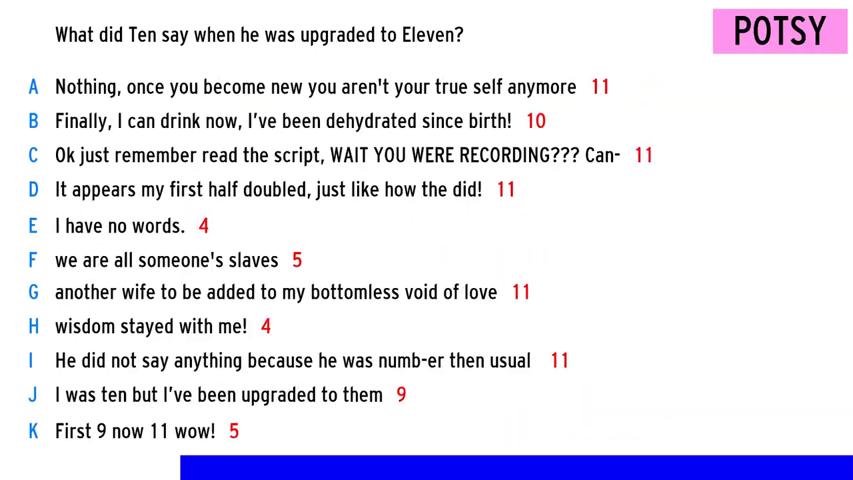 What did Ten say when he was upgraded to Eleven?
POTSY
A Nothing, once you become new you aren't your true self anymore 11
B Finally, I can drink now, I've been dehydrated since birth! 10
C Ok just remember read the script, WAIT YOU WERE RECORDING??? Can- 11
D It appears my first half doubled, just like how the did! 11
E I have no words. 4
F we are all someone's slaves 5
G another wife to be added to my bottomless void of love 11
H wisdom stayed with me! 4
I He did not say anything because he was numb-er then usual 11
J I was ten but I've been upgraded to them 9
K First 9 now 11 wow! 5